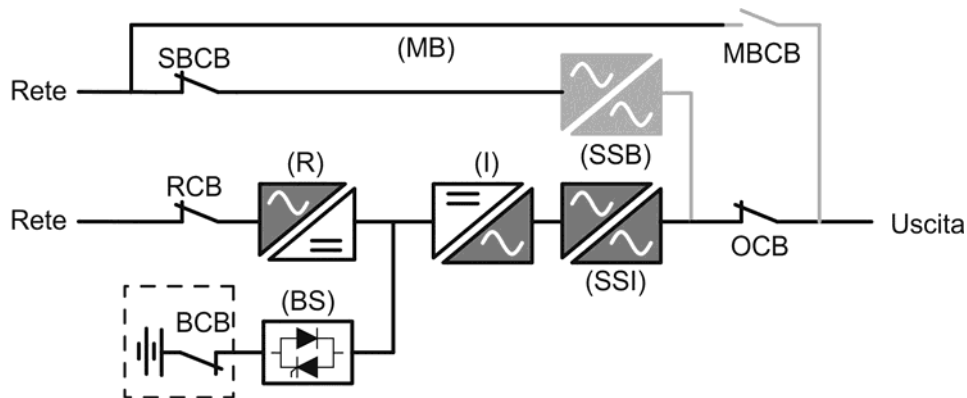 (MB)
MBCB
SBCB
Rete
(SSB)
(R)
(I)
RCB
Rete
Uscita
OCB
(SSI)
(BS)
BCB